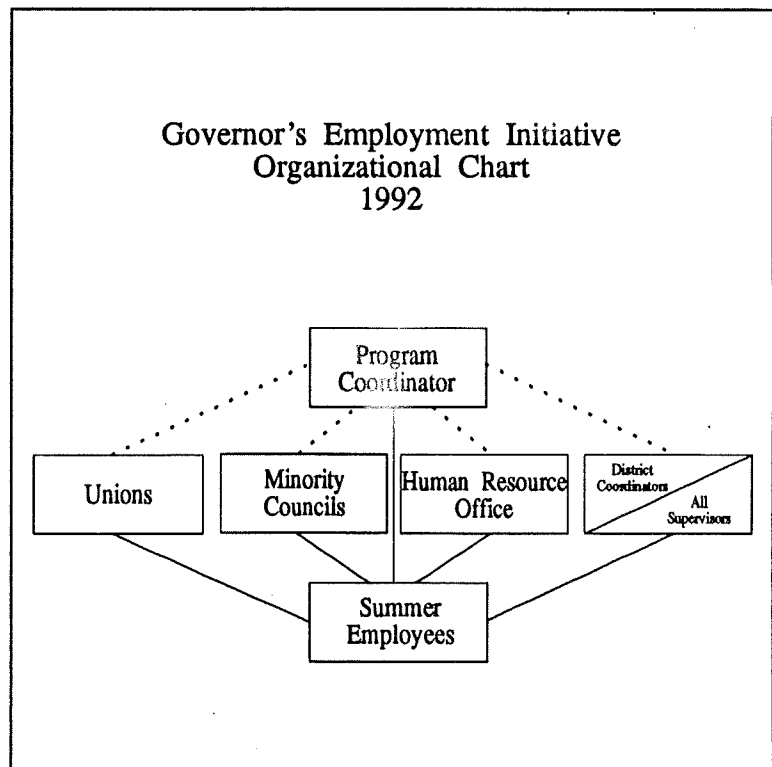 Governor's Employment Initiative
Organizational Chart
1992
Program
Coordinator
Unions
Minority
Councils
Human Resource
Office
District
Coordinators
All
Supervisors
Summer
Employees